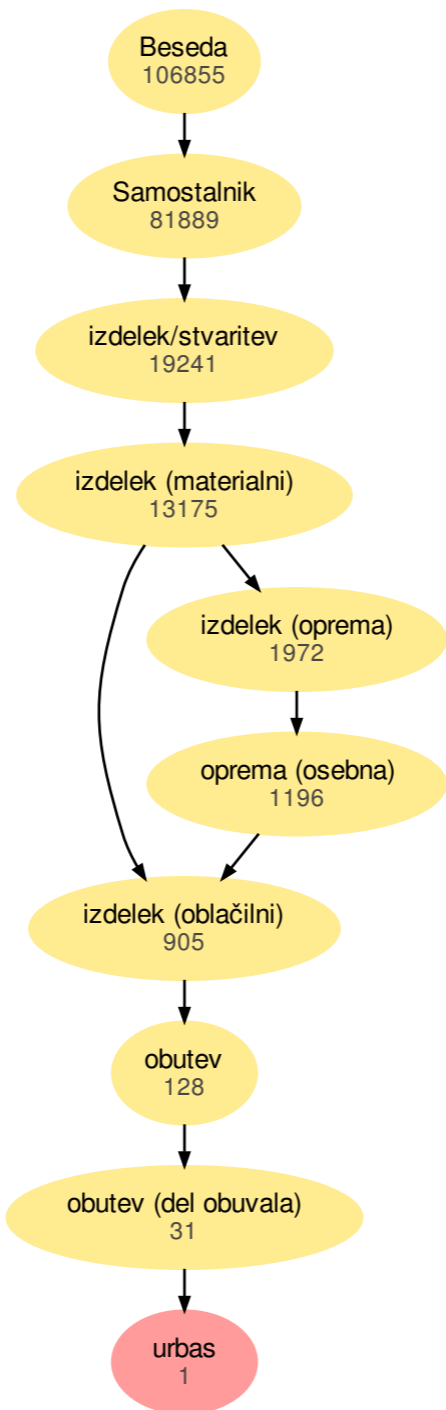 Beseda
106855
Samostalnik
81889
izdelek/stvaritev
19241
izdelek (materialni)
13175
izdelek (oprema)
1972
oprema (osebna)
1196
izdelek (oblačilni)
905
obutev
128
obutev (del obuvala)
31
urbas
1